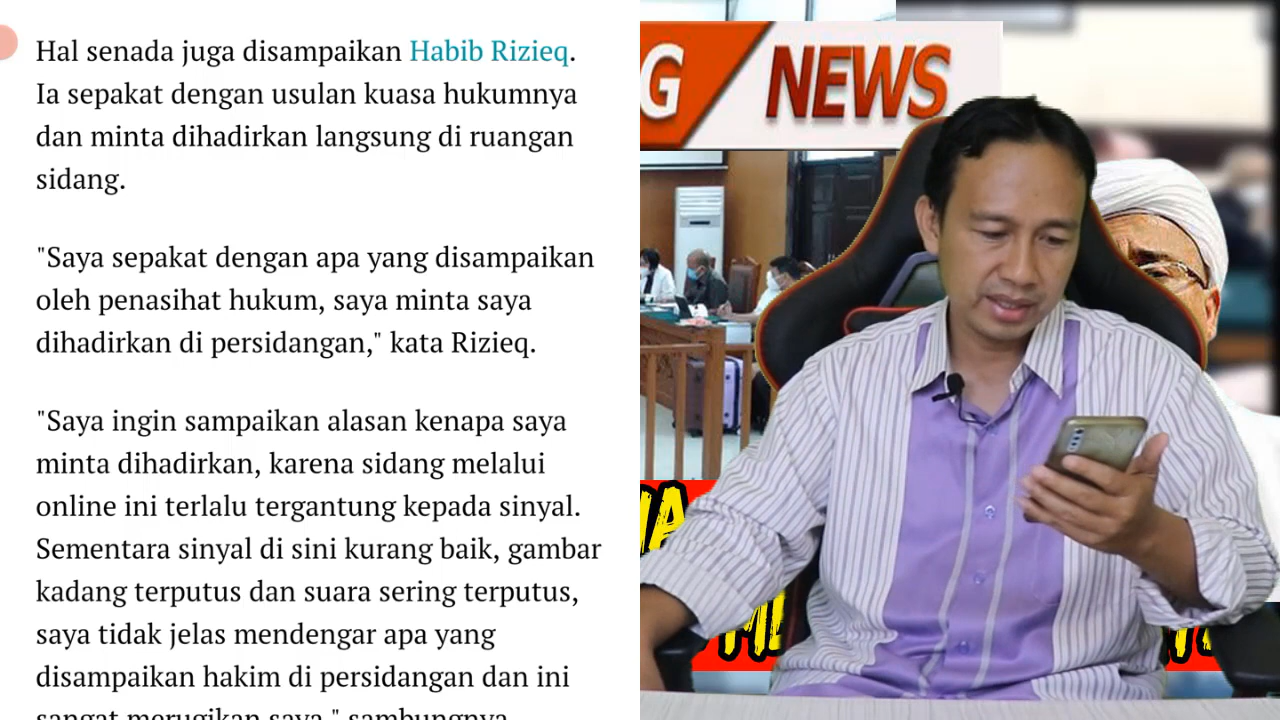 Hal senada juga disampaikan Habib Rizieq.
Ia sepakat dengan usulan kuasa hukumnya
dan minta dihadirkan langsung di ruangan
sidang.
"Saya sepakat dengan apa yang disampaikan
oleh penasihat hukum, saya minta saya
dihadirkan di persidangan," kata Rizieq.
"Saya ingin sampaikan alasan kenapa saya
minta dihadirkan, karena sidang melalui
online ini terlalu tergantung kepada sinyal.
Sementara sinyal di sini kurang baik, gambar
kadang terputus dan suara sering terputus,
saya tidak jelas mendengar apa yang
disampaikan hakim di persidangan dan ini
sangat merugikan saya," sambungnya
G NEWS